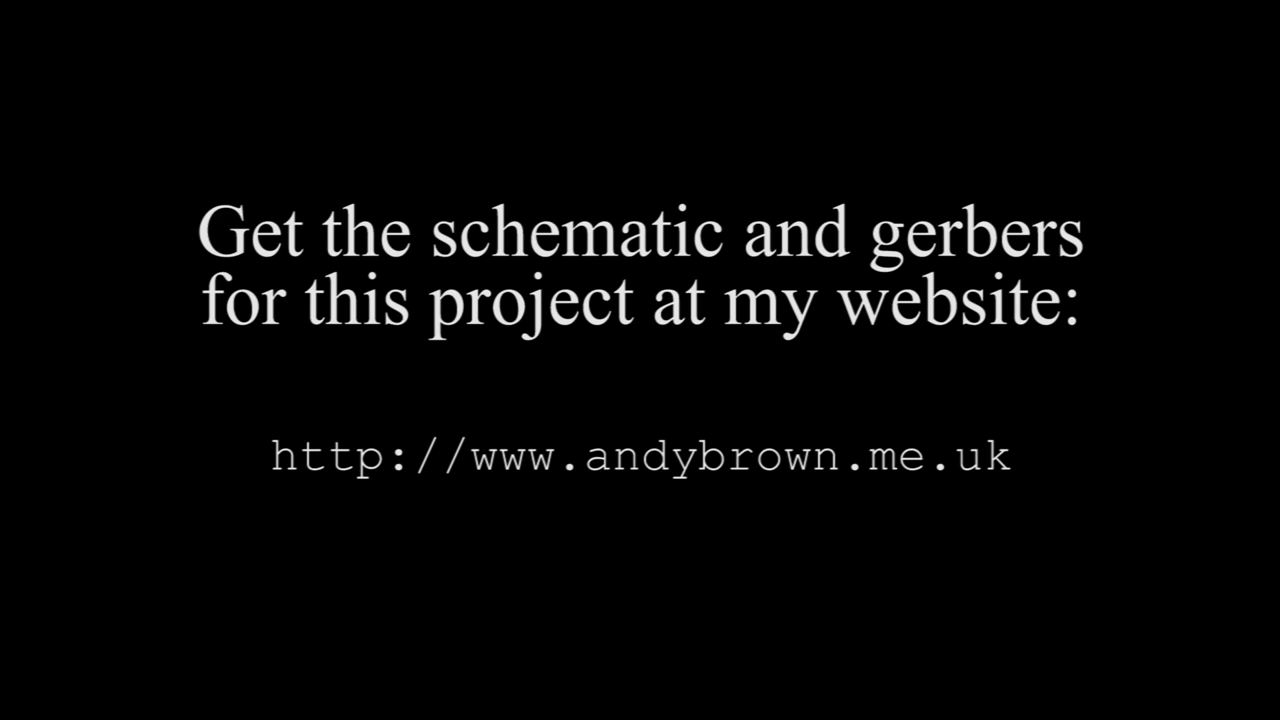 Get the schematic and gerbers
for this project at my website:
http://www.andybrown.me.uk